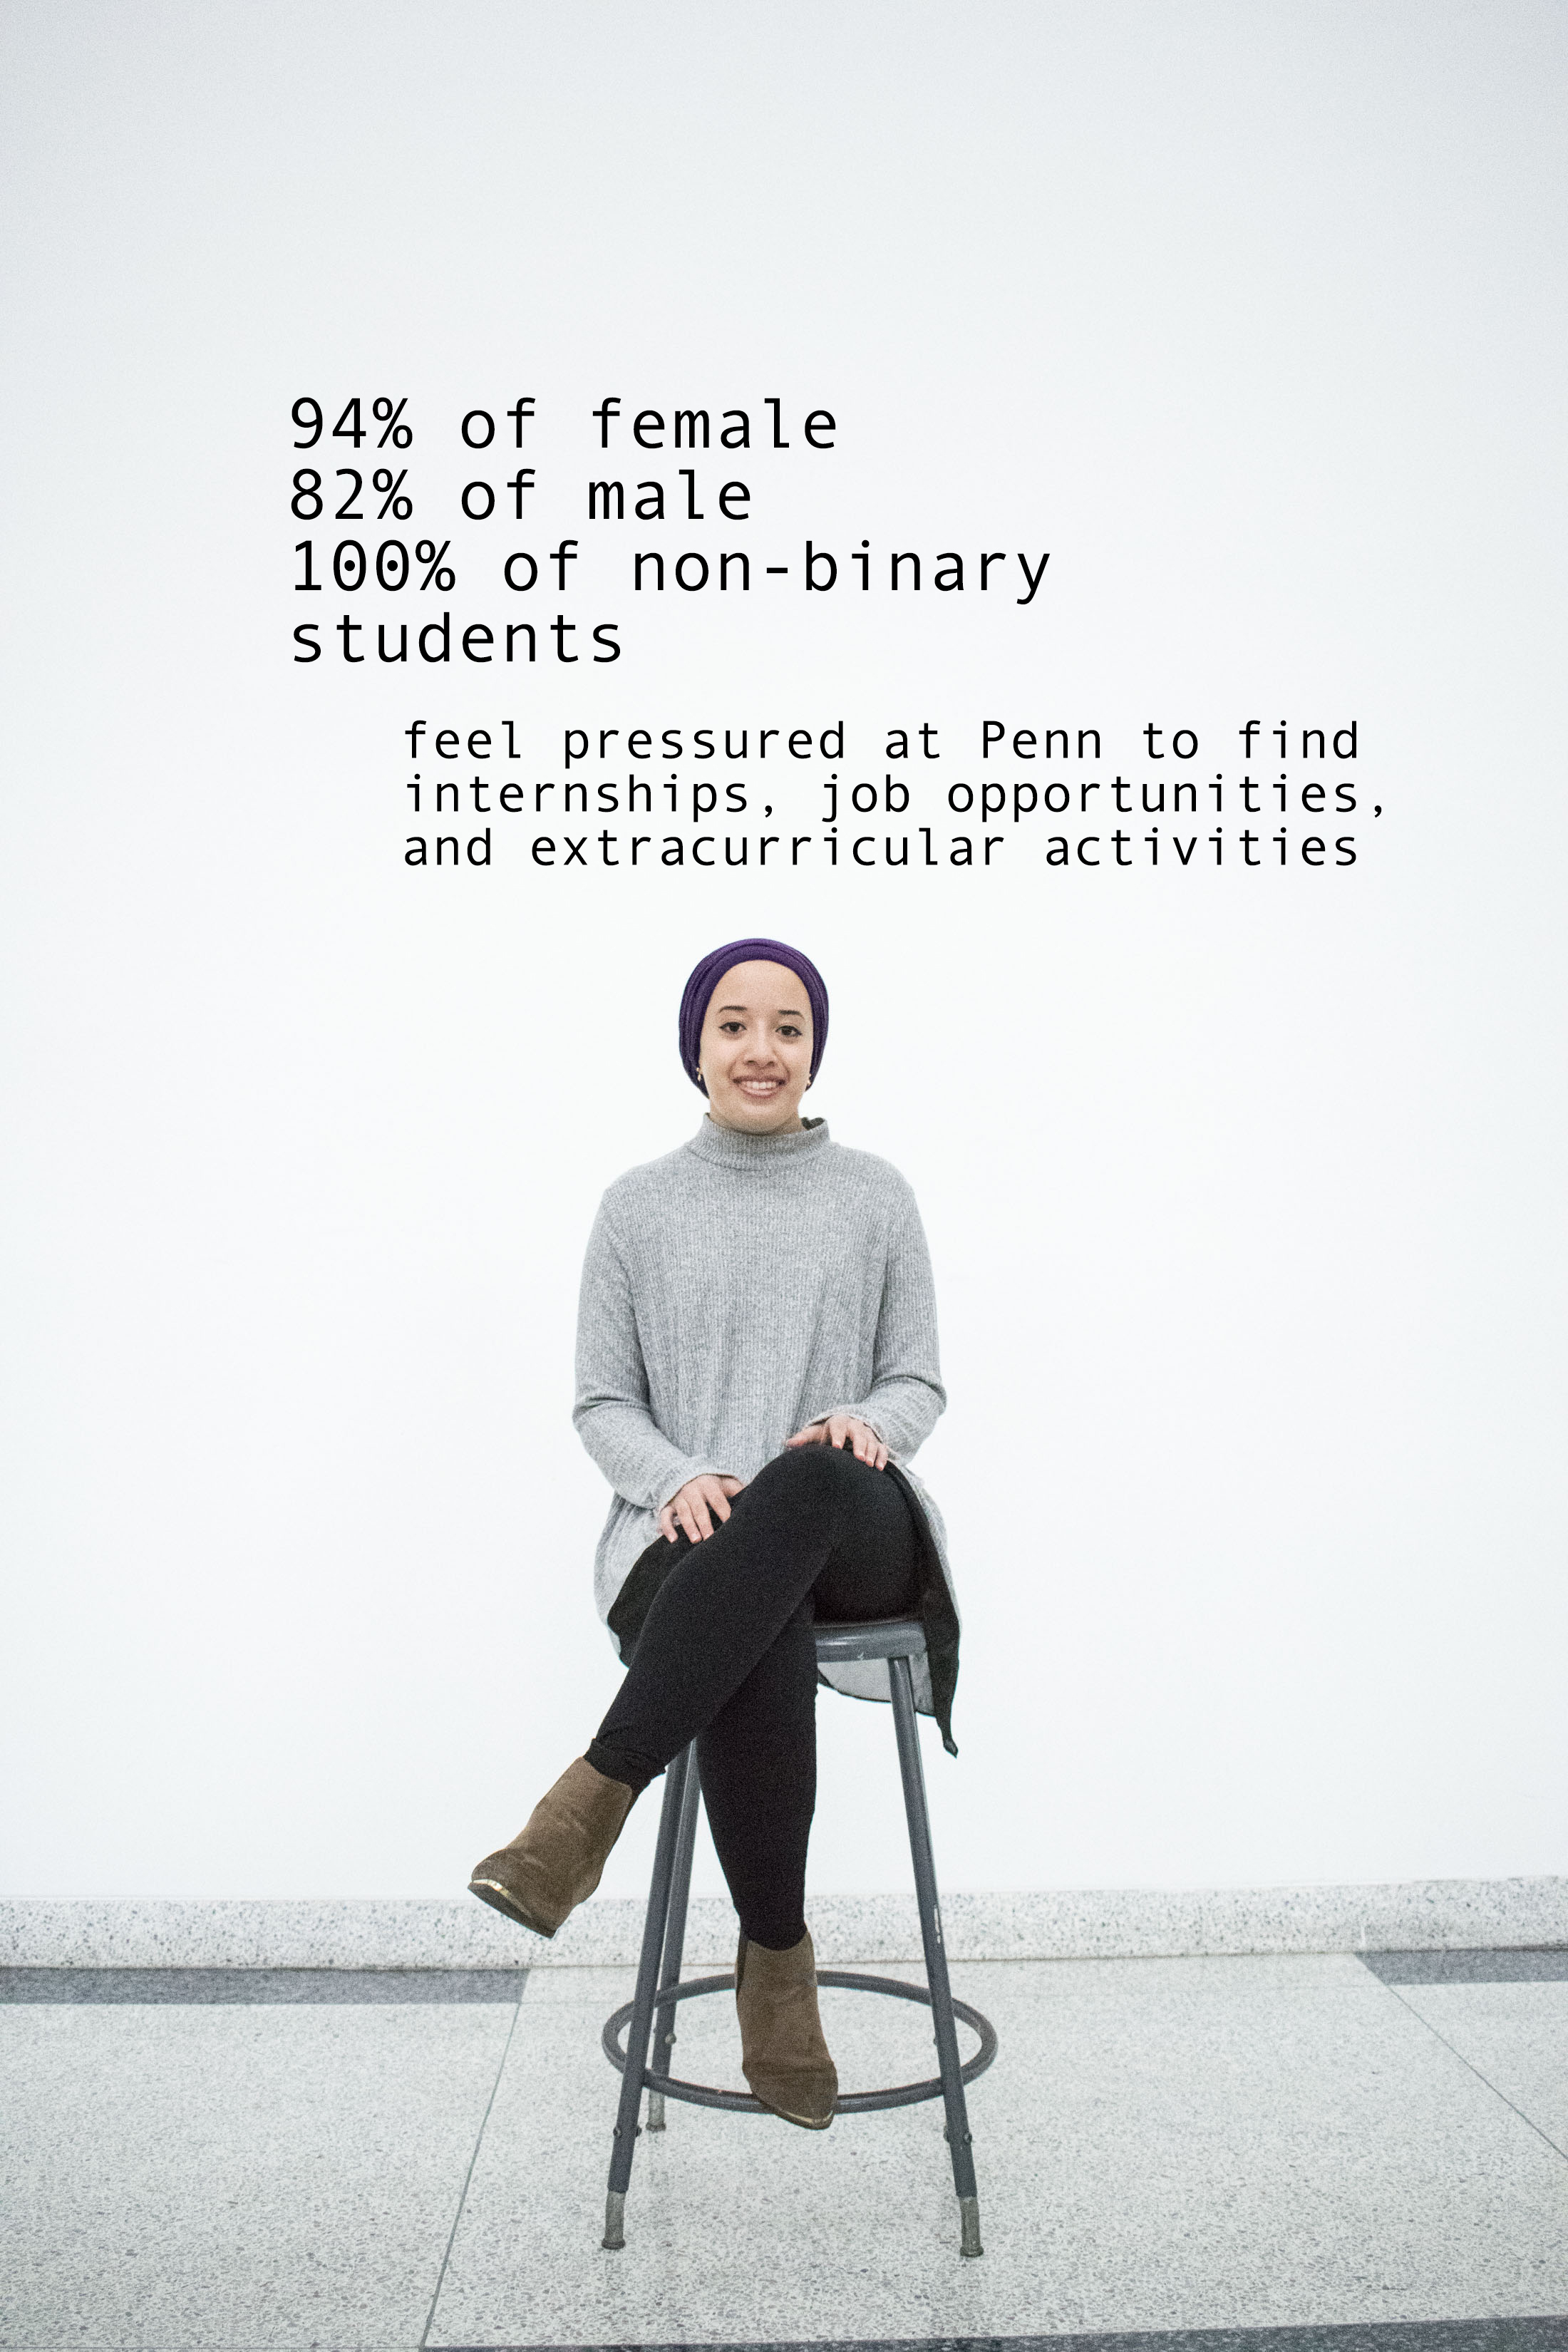 94% of female
82% of male
100% of non-binary
students
feel pressured at Penn to find
internships, job opportunities,
and extracurricular activities